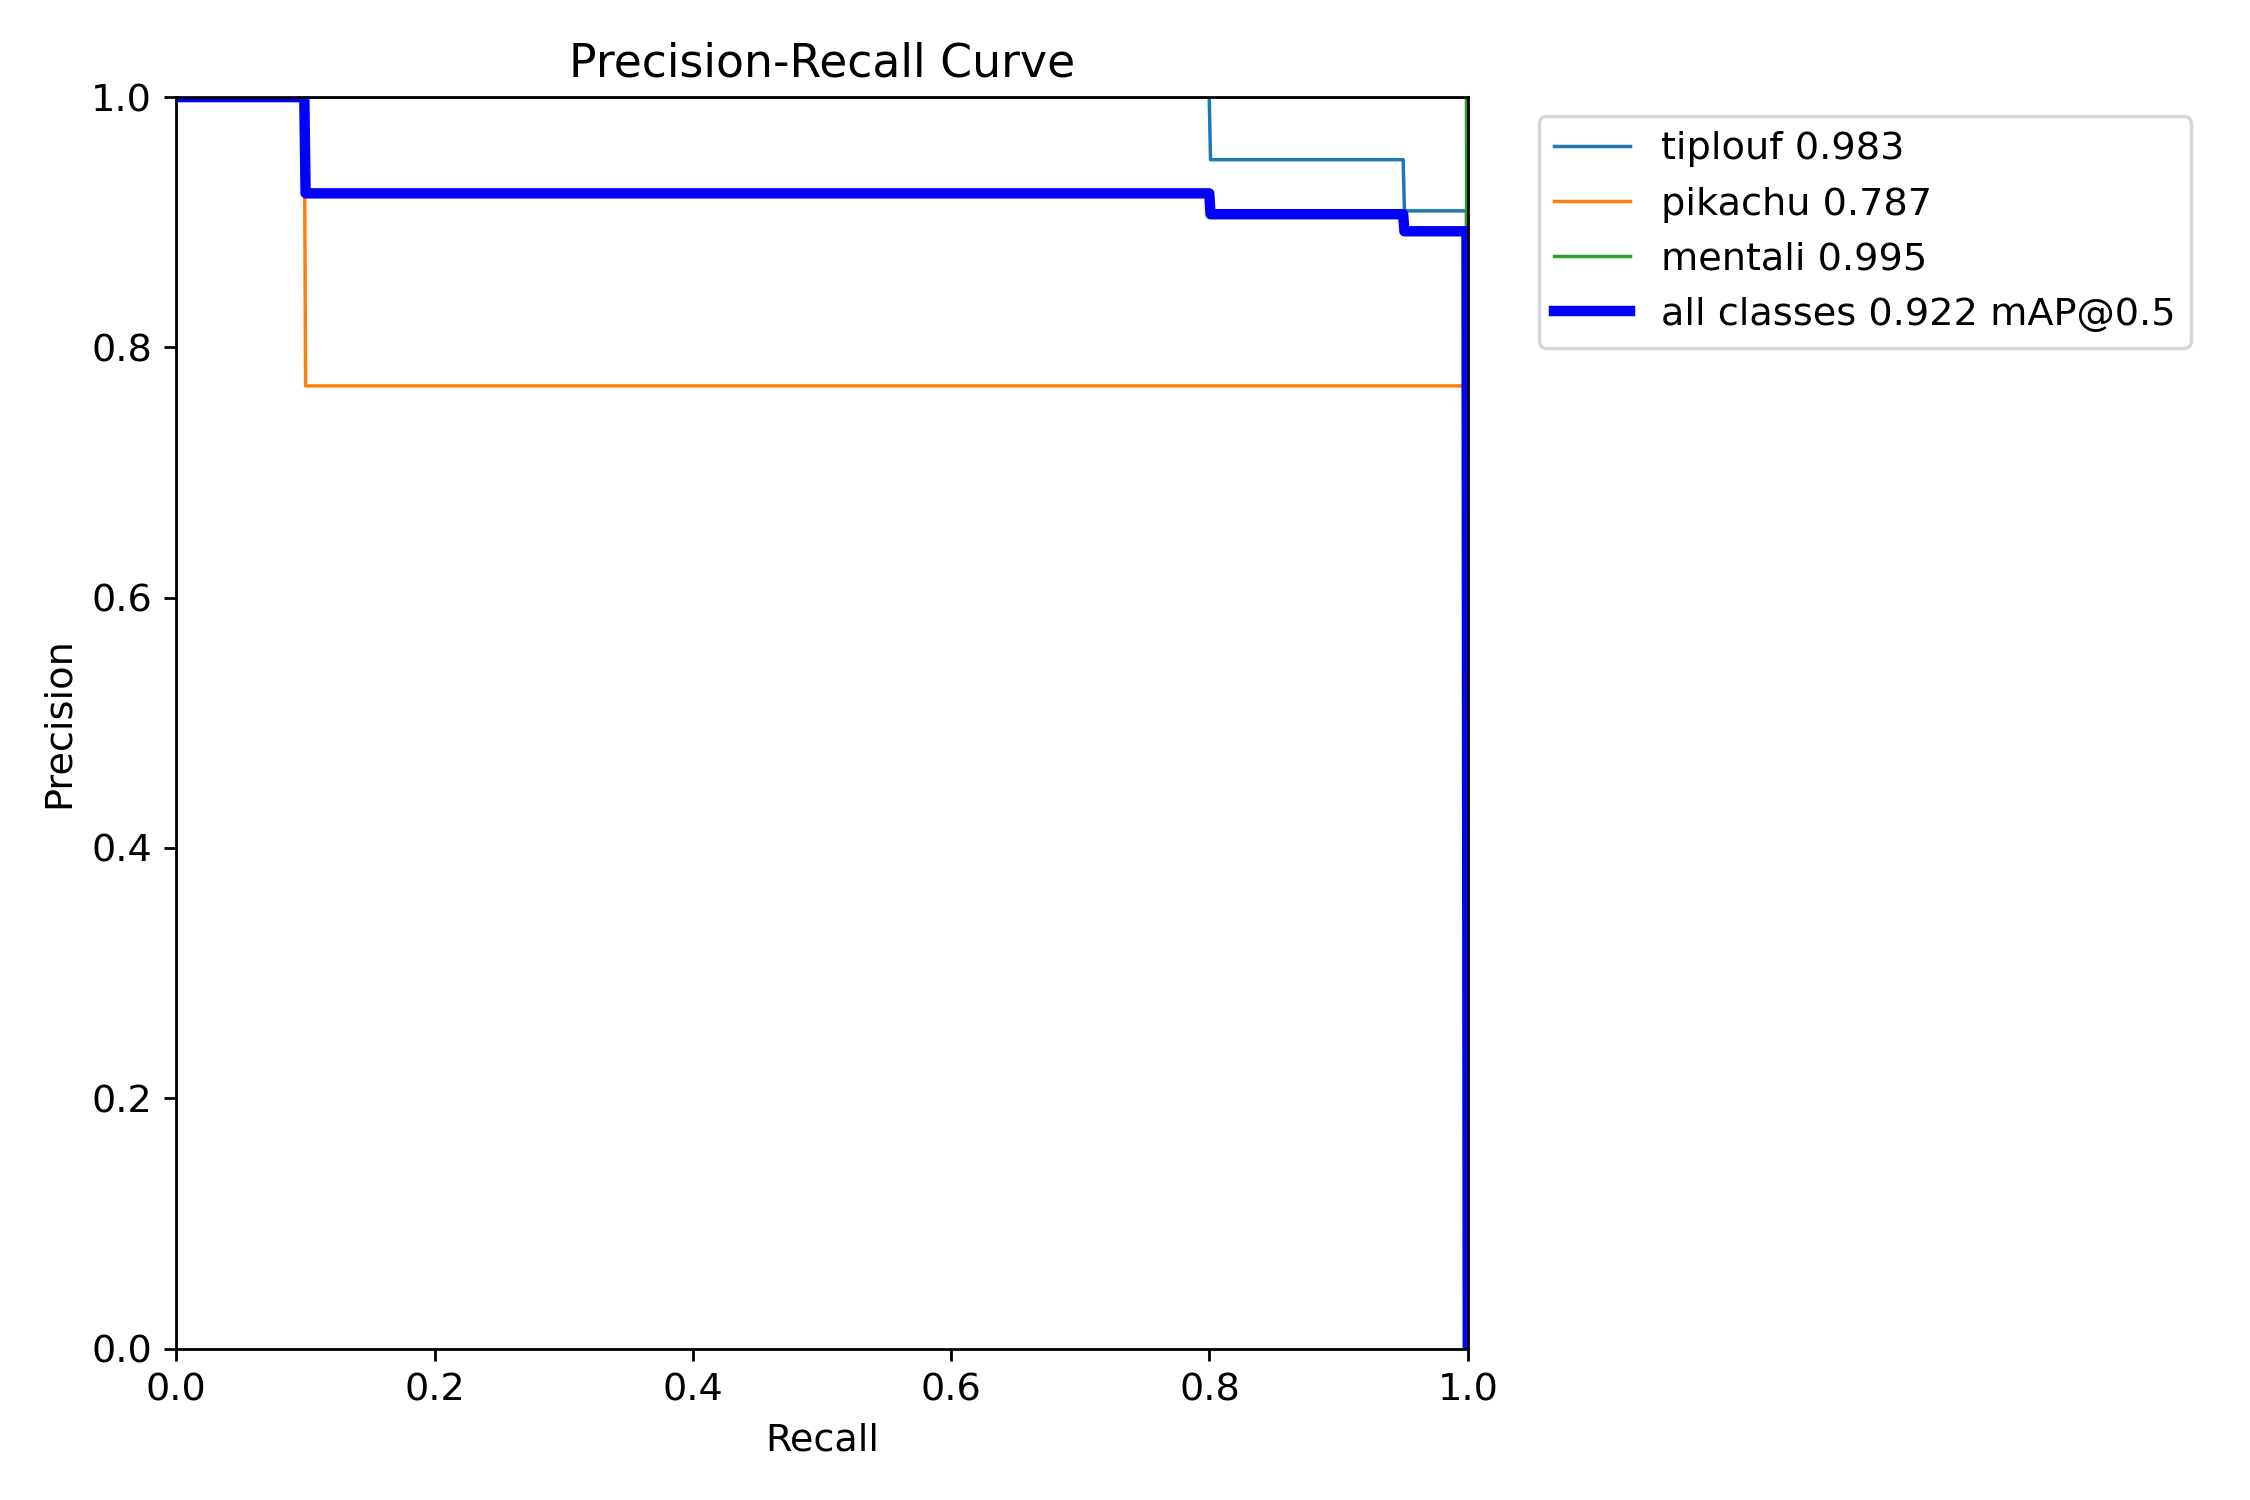 Precision-Recall Curve
1.0
0.8
0.6
0.4
0.2
0.0
Precision
0.0 0.2 0.4 0.6 0.8 1.0
Recall
tiplouf 0.983
pikachu 0.787
mentali 0.995
all classes 0.922 mAP@0.5